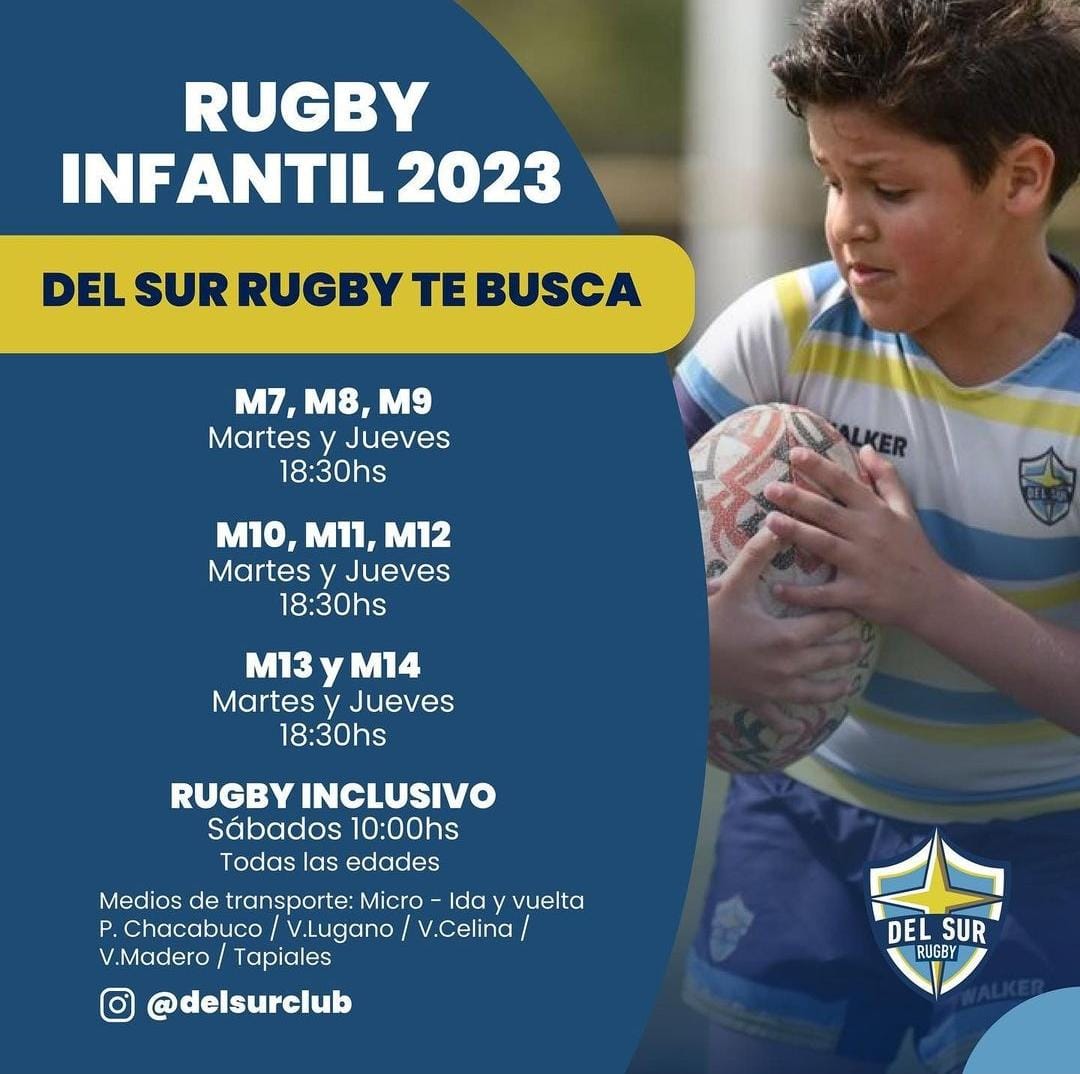 RUGBY
INFANTIL 2023
DEL SUR RUGBY TE BUSCA
M7, M8, M9
Martes y Jueves
18:30hs
M10, M11, M12
Martes y Jueves
18:30hs
M13 y M14
Martes y Jueves
18:30hs
RUGBY INCLUSIVO
Sábados 10:00hs
Todas las edades
Medios de transporte: Micro - Ida y vuelta
P. Chacabuco / V.Lugano / V.Celina /
V.Madero / Tapiales
@delsurclub
WALKER
DEL SUR
DEL SUR
RUGBY
WALKER